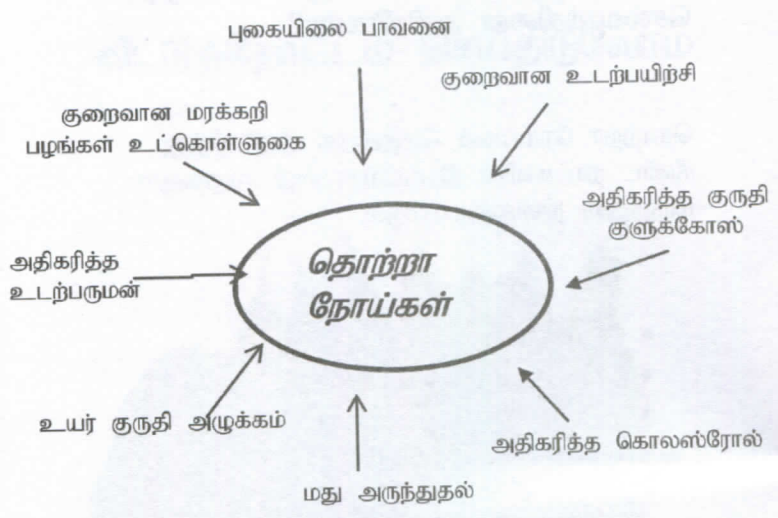 புகையிலை பாவனை
குறைவான உடற்பயிற்சி
குறைவான மரக்கறி
பழங்கள் உட்கொள்ளுகை
அதிகரித்த குருதி
குளுக்கோஸ்
அதிகரித்த
உடற்பருமன்
தொற்றா
நோய்கள்
உயர் குருதி அழுக்கம்
அதிகரித்த கொலஸ்ரோல்
மது அருந்துதல்